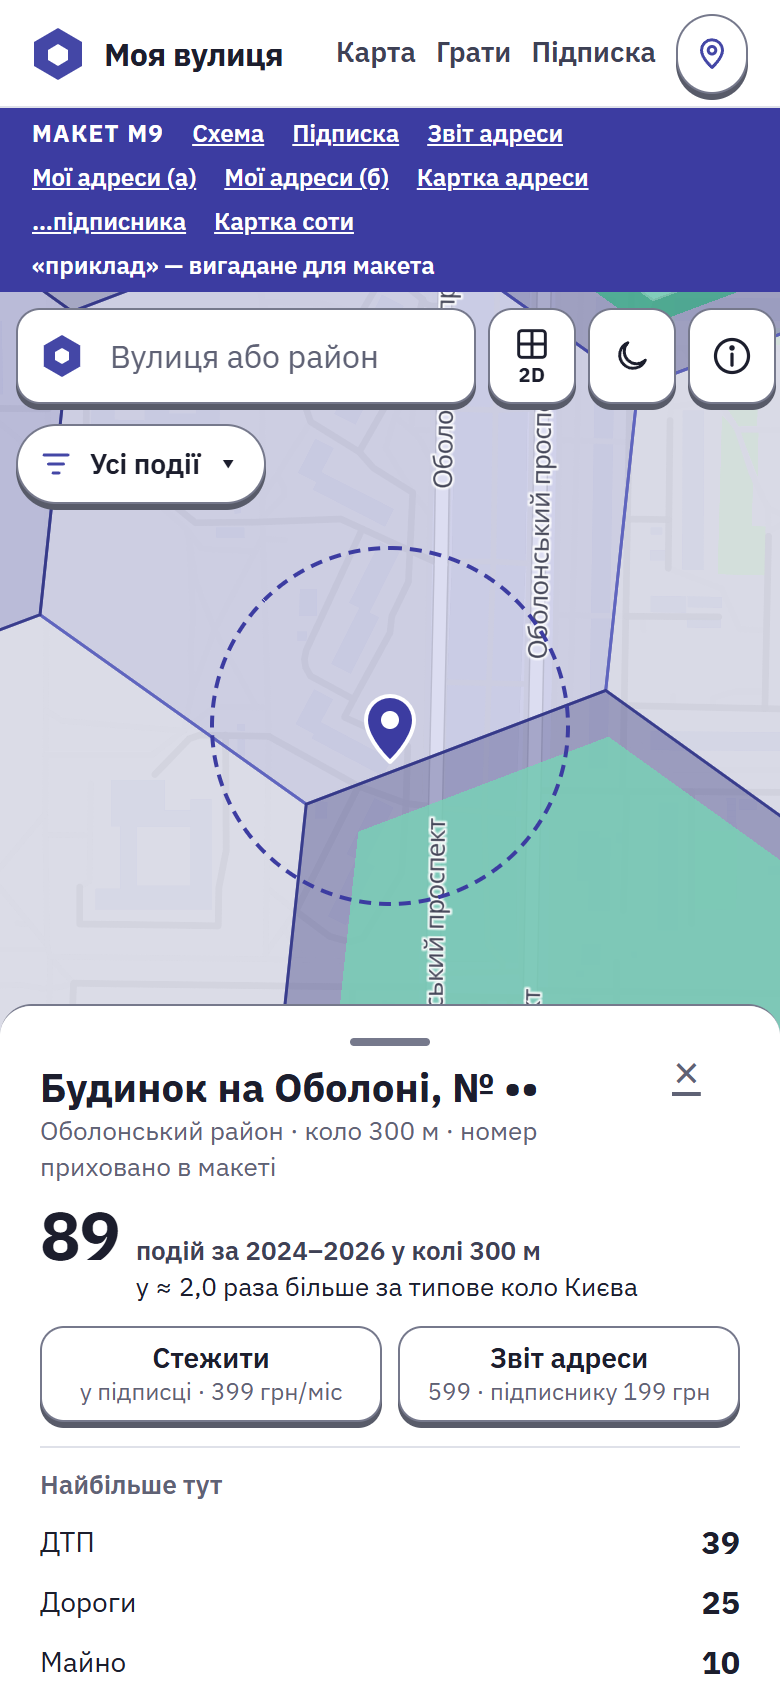 Моя вулиця
Карта Грати Підписка
МАКЕТ М9 Схема Підписка Звіт адреси
Мої адреси (а) Мої адреси (б) Картка адреси
...підписника Картка соти
«приклад» — вигадане для макета
Вулиця або район
2D
Усі події
Оболо
Оболонський просп
ський проспект
Будинок на Оболоні, № ••
Оболонський район · коло 300 м · номер
приховано в макеті
89 подій за 2024–2026 у колі 300 м
у ≈ 2,0 раза більше за типове коло Києва
Стежити
у підписці · 399 грн/міс
Звіт адреси
599 · підписнику 199 грн
Найбільше тут
ДТП 39
Дороги 25
Майно 10